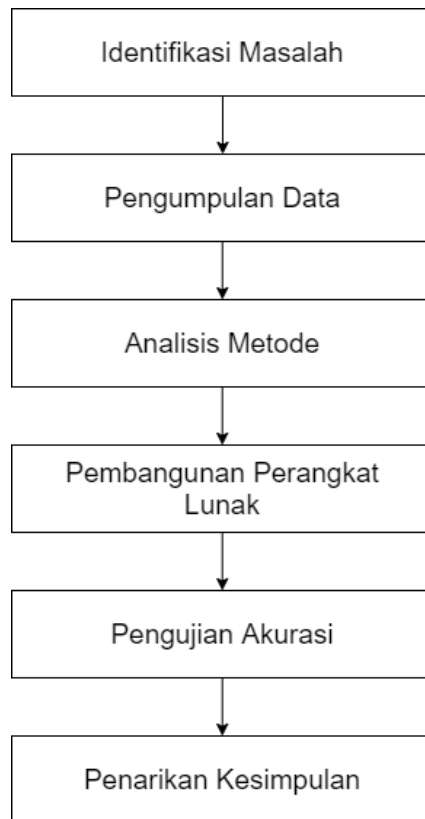 Identifikasi Masalah
Pengumpulan Data
Analisis Metode
Pembangunan Perangkat
Lunak
Pengujian Akurasi
Penarikan Kesimpulan